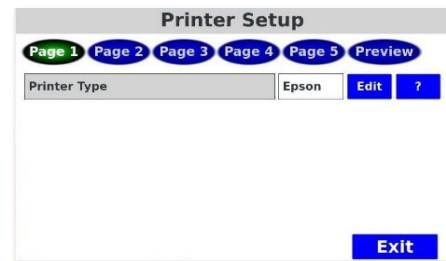 Printer Setup
Page 1 Page 2 Page 3 Page 4 Page 5 Preview
Printer Type Epson Edit ?
Exit